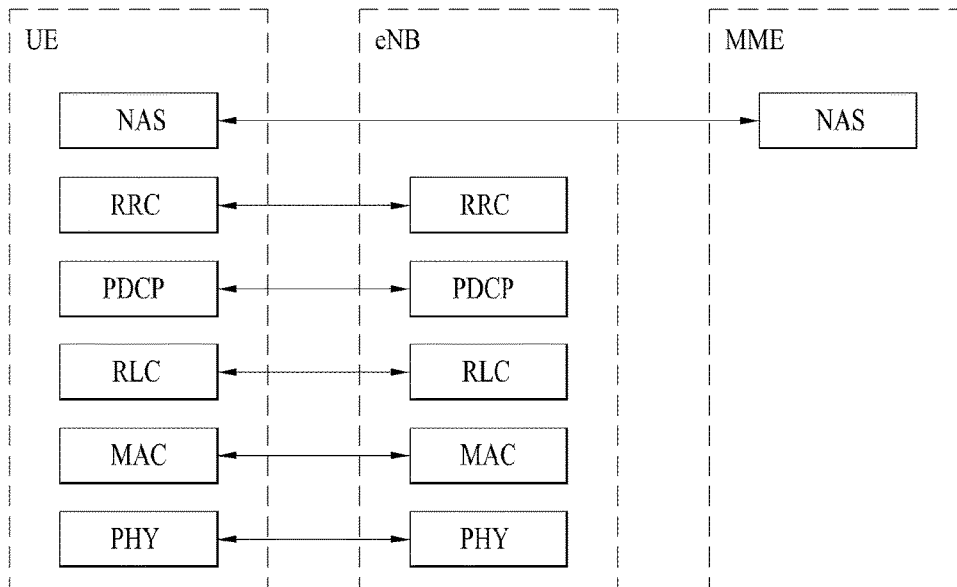 UE eNB MME
NAS NAS
RRC RRC
PDCP PDCP
RLC RLC
MAC MAC
PHY PHY